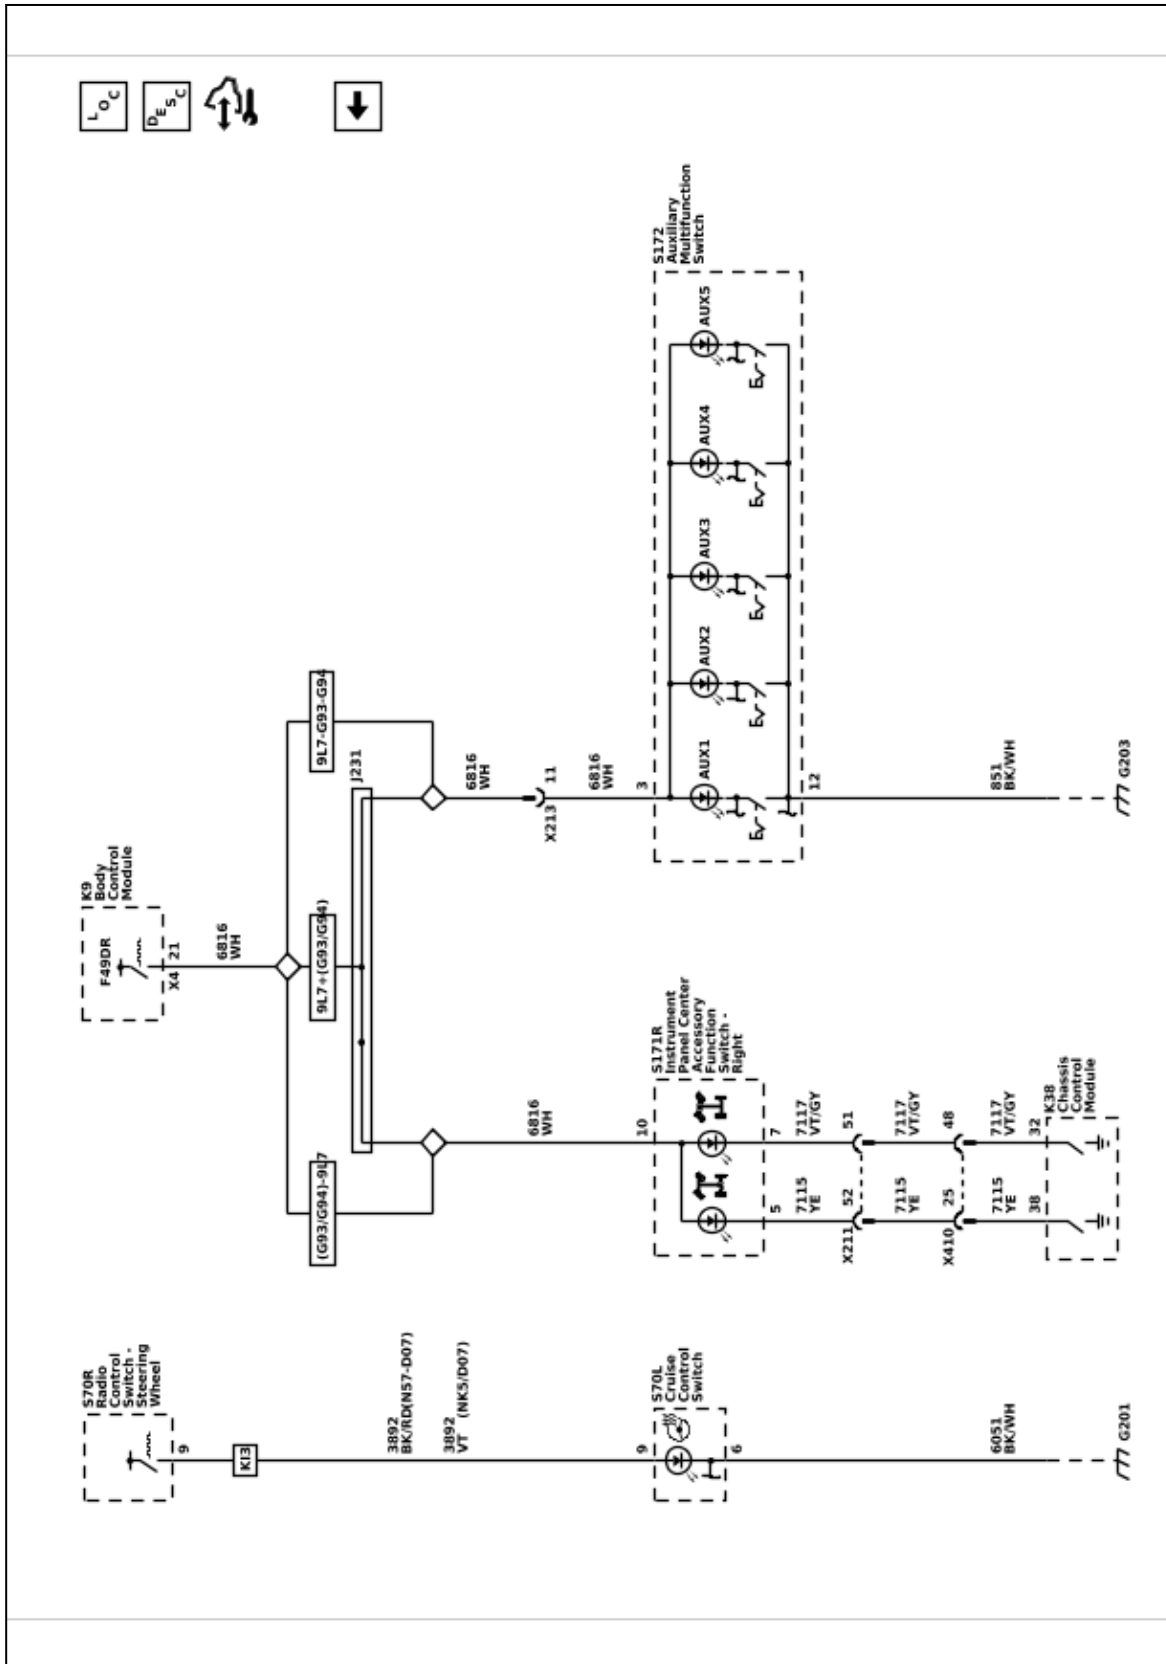 LOC
DESC
S70R
Radio
Control
Switch -
Steering
Wheel
9
KI3
3892
BK/RD(N57-D07)
3892
VT (NK5/D07)
9
S70L
Cruise
Control
Switch
6
6051
BK/WH
G201
K9
Body
Control
Module
F49DR
X4
21
6816
WH
(G93/G94)-9L7
9L7+(G93/G94)
9L7-G93-G94
J231
6816
WH
10
S171R
Instrument
Panel Center
Accessory
Function
Switch -
Right
5
7
7115
YE
7117
VT/GY
X211
52
51
7115
YE
7117
VT/GY
X410
25
48
7115
YE
7117
VT/GY
38
32
K38
Chassis
Control
Module
6816
WH
X213
11
6816
WH
3
S172
Auxiliary
Multifunction
Switch
AUX1
AUX2
AUX3
AUX4
AUX5
12
851
BK/WH
G203